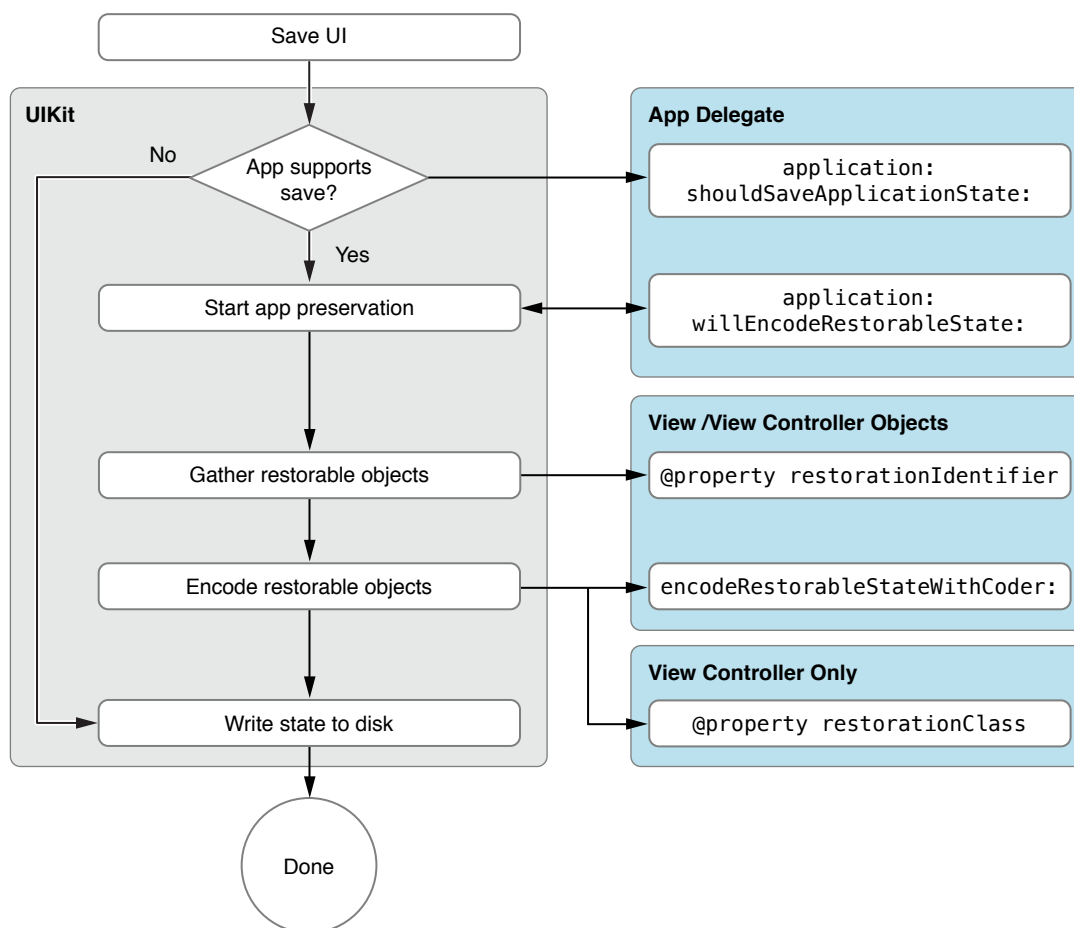 Save UI
UIKit
No
App supports
save?
Yes
Start app preservation
Gather restorable objects
Encode restorable objects
Write state to disk
Done
App Delegate
application:
shouldSaveApplicationState:
application:
willEncodeRestorableState:
View /View Controller Objects
@property restorationIdentifier
encodeRestorableStateWithCoder:
View Controller Only
@property restorationClass